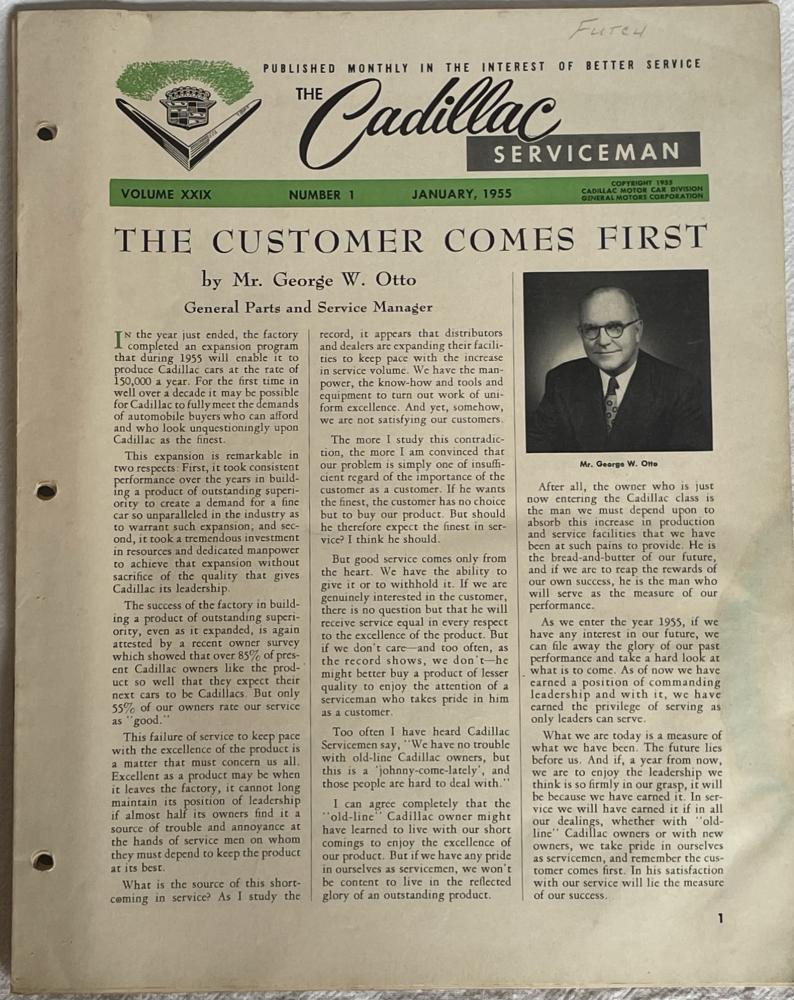 Futch
PUBLISHED MONTHLY IN THE INTEREST OF BETTER SERVICE
THE
Cadillac
SERVICEMAN
VOLUME XXIX NUMBER 1 JANUARY, 1955
COPYRIGHT 1955
CADILLAC MOTOR CAR DIVISION
GENERAL MOTORS CORPORATION
THE CUSTOMER COMES FIRST
by Mr. George W. Otto
General Parts and Service Manager
IN the year just ended, the factory
completed an expansion program
that during 1955 will enable it to
produce Cadillac cars at the rate of
150,000 a year. For the first time in
well over a decade it may be possible
for Cadillac to fully meet the demands
of automobile buyers who can afford
and who look unquestioningly upon
Cadillac as the finest.
This expansion is remarkable in
two respects: First, it took consistent
performance over the years in build-
ing a product of outstanding superi-
ority to create a demand for a fine
car so unparalleled in the industry as
to warrant such expansion; and sec-
ond, it took a tremendous investment
in resources and dedicated manpower
to achieve that expansion without
sacrifice of the quality that gives
Cadillac its leadership.
The success of the factory in build-
ing a product of outstanding superi-
ority, even as it expanded, is again
attested by a recent owner survey
which showed that over 85% of pres-
ent Cadillac owners like the prod-
uct so well that they expect their
next cars to be Cadillacs. But only
55% of our owners rate our service
as "good."
This failure of service to keep pace
with the excellence of the product is
a matter that must concern us all.
Excellent as a product may be when
it leaves the factory, it cannot long
maintain its position of leadership
if almost half its owners find it a
source of trouble and annoyance at
the hands of service men on whom
they must depend to keep the product
at its best.
What is the source of this short-
coming in service? As I study the
record, it appears that distributors
and dealers are expanding their facili-
ties to keep pace with the increase
in service volume. We have the man-
power, the know-how and tools and
equipment to turn out work of uni-
form excellence. And yet, somehow,
we are not satisfying our customers.
The more I study this contradic-
tion, the more I am convinced that
our problem is simply one of insuffi-
cient regard of the importance of the
customer as a customer. If he wants
the finest, the customer has no choice
but to buy our product. But should
he therefore expect the finest in ser-
vice? I think he should.
But good service comes only from
the heart. We have the ability to
give it or to withhold it. If we are
genuinely interested in the customer,
there is no question but that he will
receive service equal in every respect
to the excellence of the product. But
if we don't care—and too often, as
the record shows, we don't—he
might better buy a product of lesser
quality to enjoy the attention of a
serviceman who takes pride in him
as a customer.
Too often I have heard Cadillac
Servicemen say, "We have no trouble
with old-line Cadillac owners, but
this is a 'johnny-come-lately', and
those people are hard to deal with."
I can agree completely that the
"old-line" Cadillac owner might
have learned to live with our short
comings to enjoy the excellence of
our product. But if we have any pride
in ourselves as servicemen, we won't
be content to live in the reflected
glory of an outstanding product.
Mr. George W. Otto
After all, the owner who is just
now entering the Cadillac class is
the man we must depend upon to
absorb this increase in production
and service facilities that we have
been at such pains to provide. He is
the bread-and-butter of our future,
and if we are to reap the rewards of
our own success, he is the man who
will serve as the measure of our
performance.
As we enter the year 1955, if we
have any interest in our future, we
can file away the glory of our past
performance and take a hard look at
what is to come. As of now we have
earned a position of commanding
leadership and with it, we have
earned the privilege of serving as
only leaders can serve.
What we are today is a measure of
what we have been. The future lies
before us. And if, a year from now,
we are to enjoy the leadership we
think is so firmly in our grasp, it will
be because we have earned it. In ser-
vice we will have earned it if in all
our dealings, whether with "old-
line" Cadillac owners or with new
owners, we take pride in ourselves
as servicemen, and remember the cus-
tomer comes first. In his satisfaction
with our service will lie the measure
of our success.
1